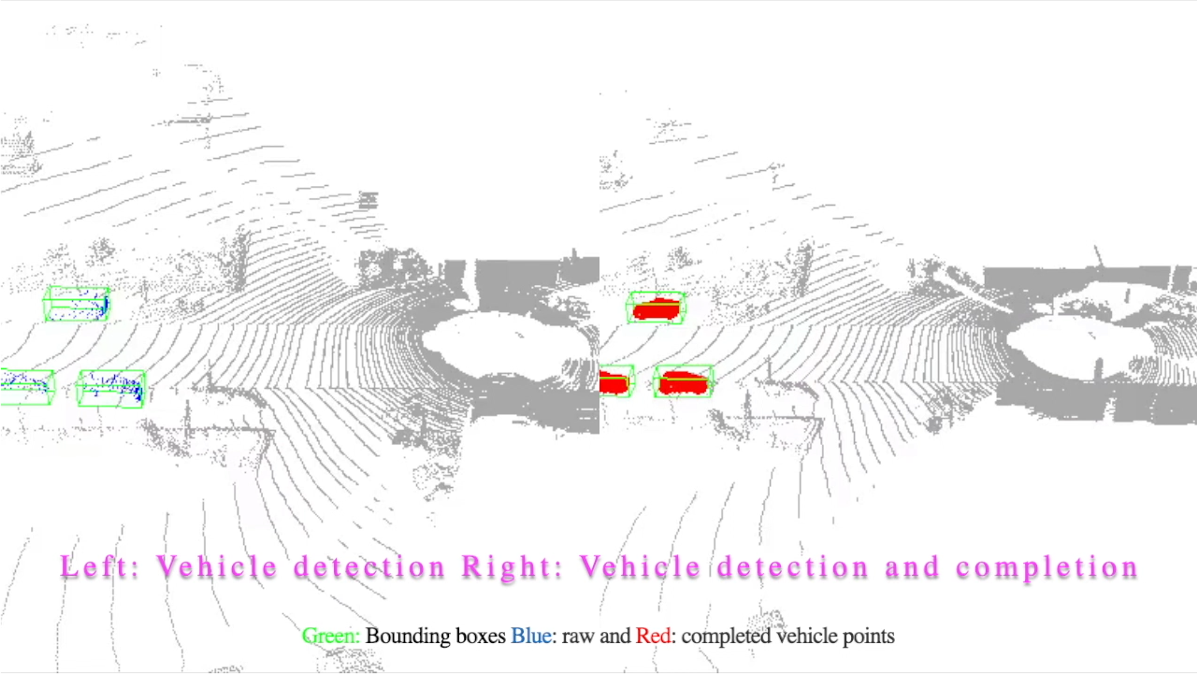 Left: Vehicle detection Right: Vehicle detection and completion
Green: Bounding boxes Blue: raw and Red: completed vehicle points